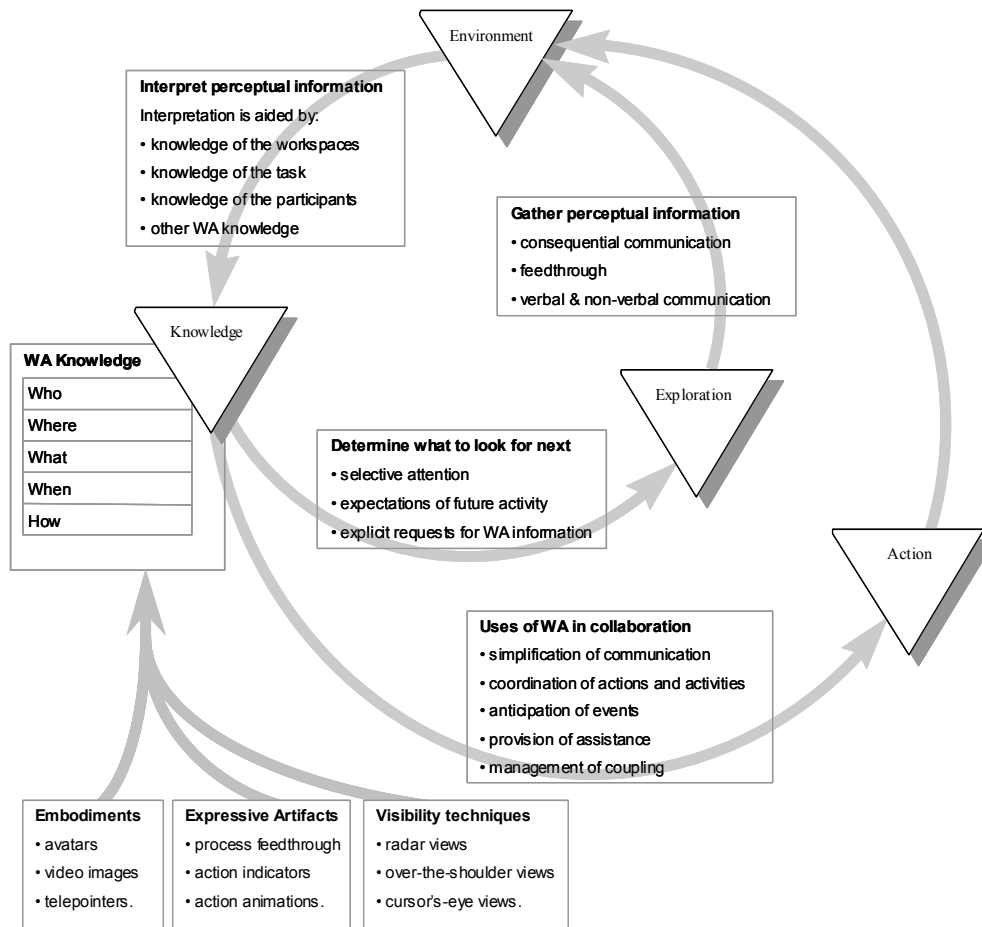 Environment
Interpret perceptual information
Interpretation is aided by:
• knowledge of the workspaces
• knowledge of the task
• knowledge of the participants
• other WA knowledge
Gather perceptual information
• consequential communication
• feedthrough
• verbal & non-verbal communication
Knowledge
WA Knowledge
Who
Where
What
When
How
Exploration
Determine what to look for next
• selective attention
• expectations of future activity
• explicit requests for WA information
Action
Uses of WA in collaboration
• simplification of communication
• coordination of actions and activities
• anticipation of events
• provision of assistance
• management of coupling
Embodiments
• avatars
• video images
• telepointers.
Expressive Artifacts
• process feedthrough
• action indicators
• action animations.
Visibility techniques
• radar views
• over-the-shoulder views
• cursor's-eye views.